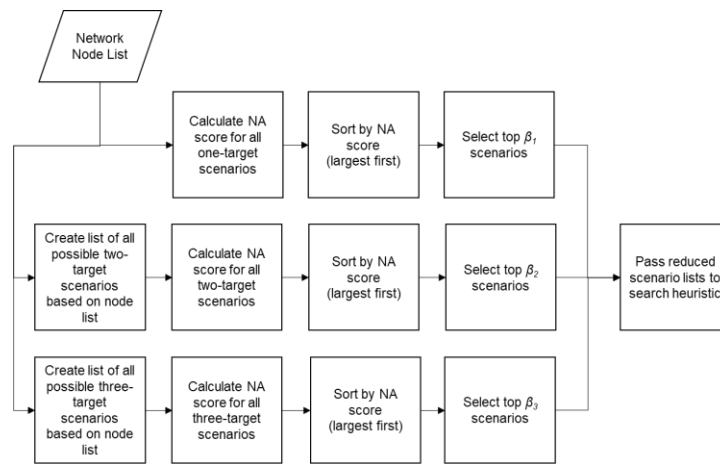 Network
Node List
Calculate NA
score for all
one-target
scenarios
Sort by NA
score
(largest first)
Select top β₁
scenarios
Create list of all
possible two-
target
scenarios
based on node
list
Calculate NA
score for all
two-target
scenarios
Sort by NA
score
(largest first)
Select top β₂
scenarios
Pass reduced
scenario lists to
search heuristic
Create list of all
possible three-
target
scenarios
based on node
list
Calculate NA
score for all
three-target
scenarios
Sort by NA
score
(largest first)
Select top β₃
scenarios